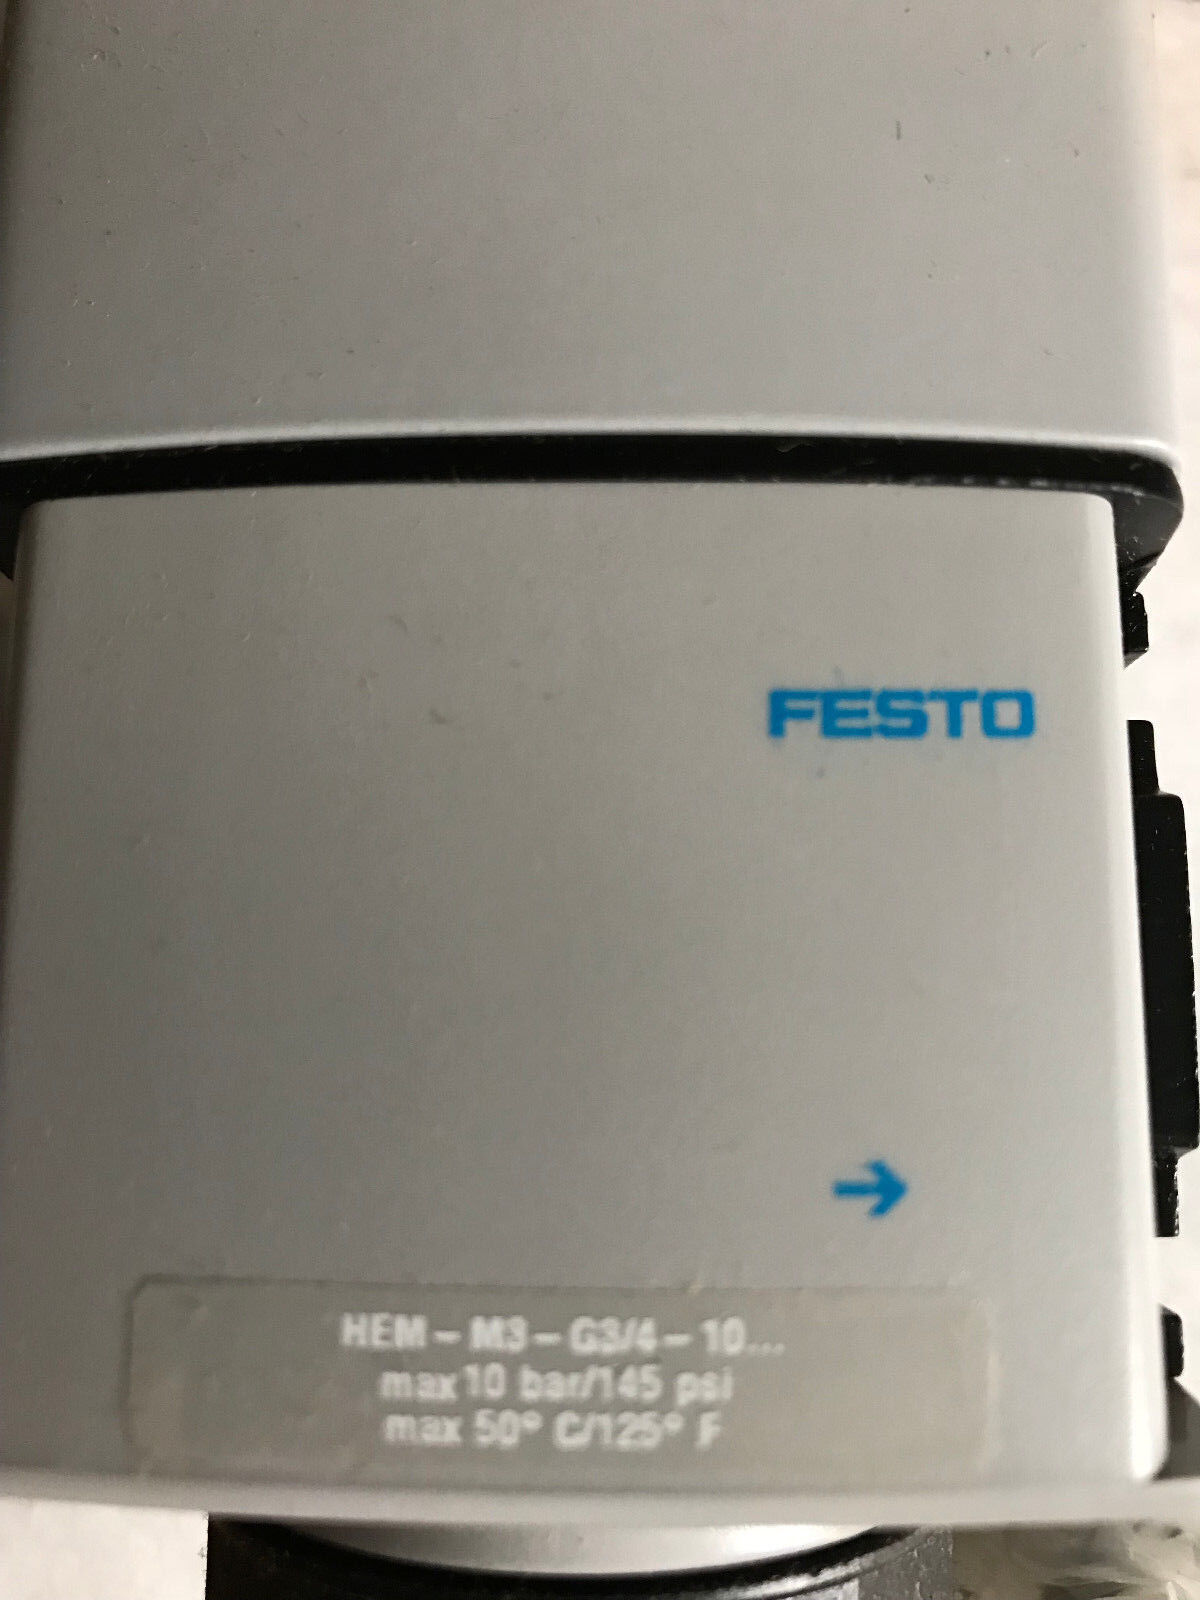 FESTO
HEM - M3 - G3/4 - 10...
max 10 bar/145 psi
max 50° C/125° F